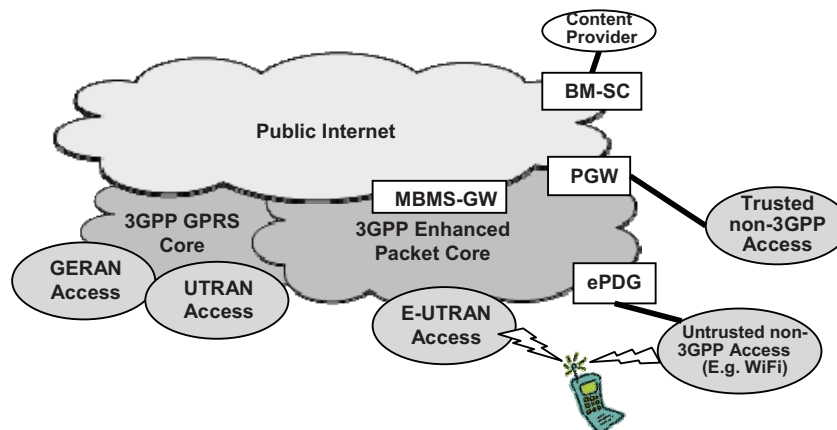 Content
Provider
BM-SC
Public Internet
PGW
MBMS-GW
Trusted
non-3GPP
Access
3GPP GPRS
Core
3GPP Enhanced
Packet Core
GERAN
Access
UTRAN
Access
ePDG
E-UTRAN
Access
Untrusted non-
3GPP Access
(E.g. WiFi)